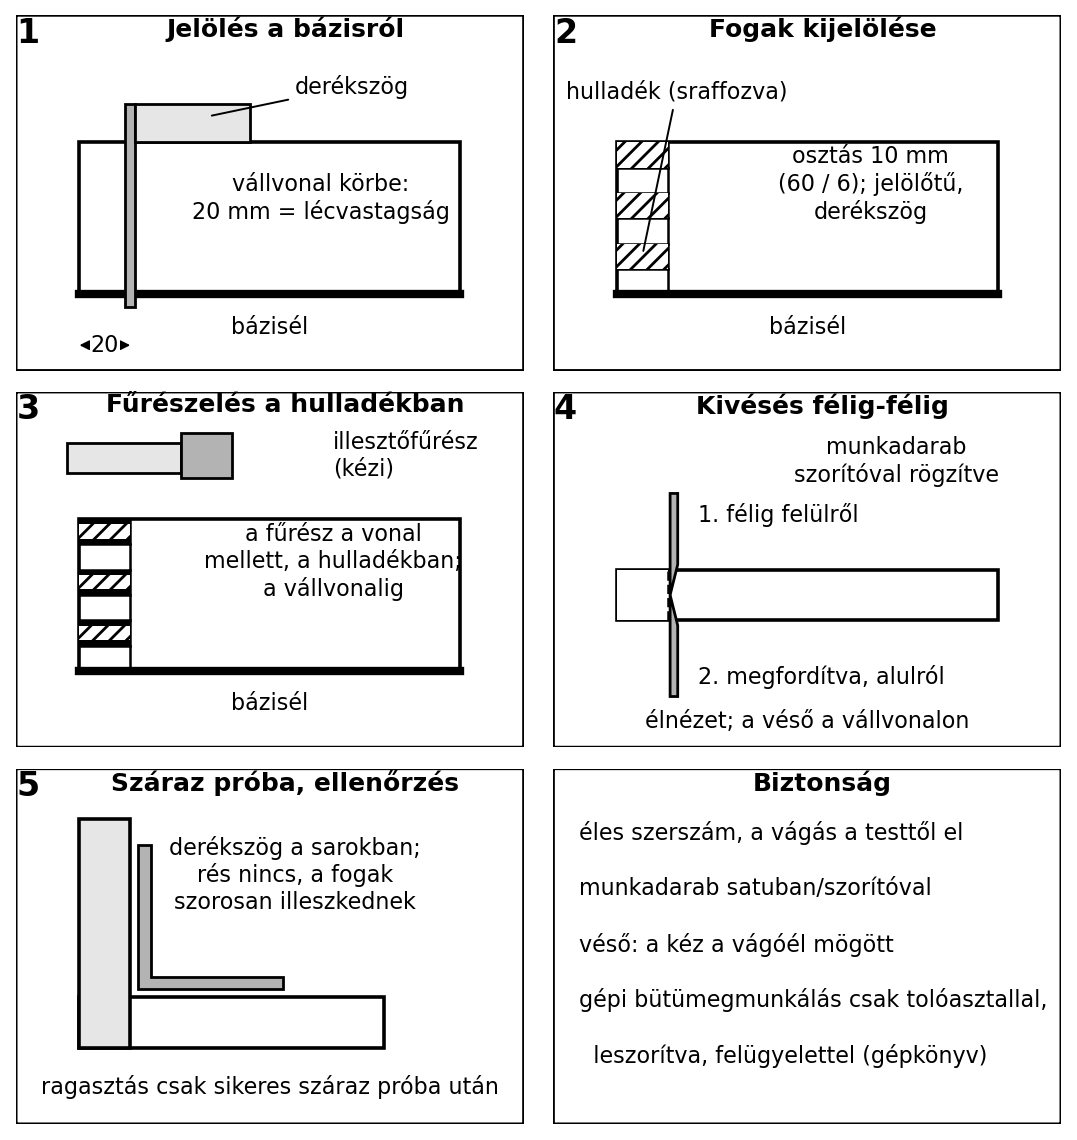 1 Jelölés a bázisról
derékszög
vállvonal körbe:
20 mm = lécvastagság
bázisél
20
2 Fogak kijelölése
hulladék (sraffozva)
osztás 10 mm
(60 / 6); jelölőtű,
derékszög
bázisél
3 Fűrészelés a hulladékban
illesztőfűrész
(kézi)
a fűrész a vonal
mellett, a hulladékban;
a vállvonalig
bázisél
4 Kivésés félig-félig
munkadarab
szorítóval rögzítve
1. félig felülről
2. megfordítva, alulról
élnézet; a véső a vállvonalon
5 Száraz próba, ellenőrzés
derékszög a sarokban;
rés nincs, a fogak
szorosan illeszkednek
ragasztás csak sikeres száraz próba után
Biztonság
éles szerszám, a vágás a testtől el
munkadarab satuban/szorítóval
véső: a kéz a vágóél mögött
gépi bütümegmunkálás csak tolóasztallal,
leszorítva, felügyelettel (gépkönyv)